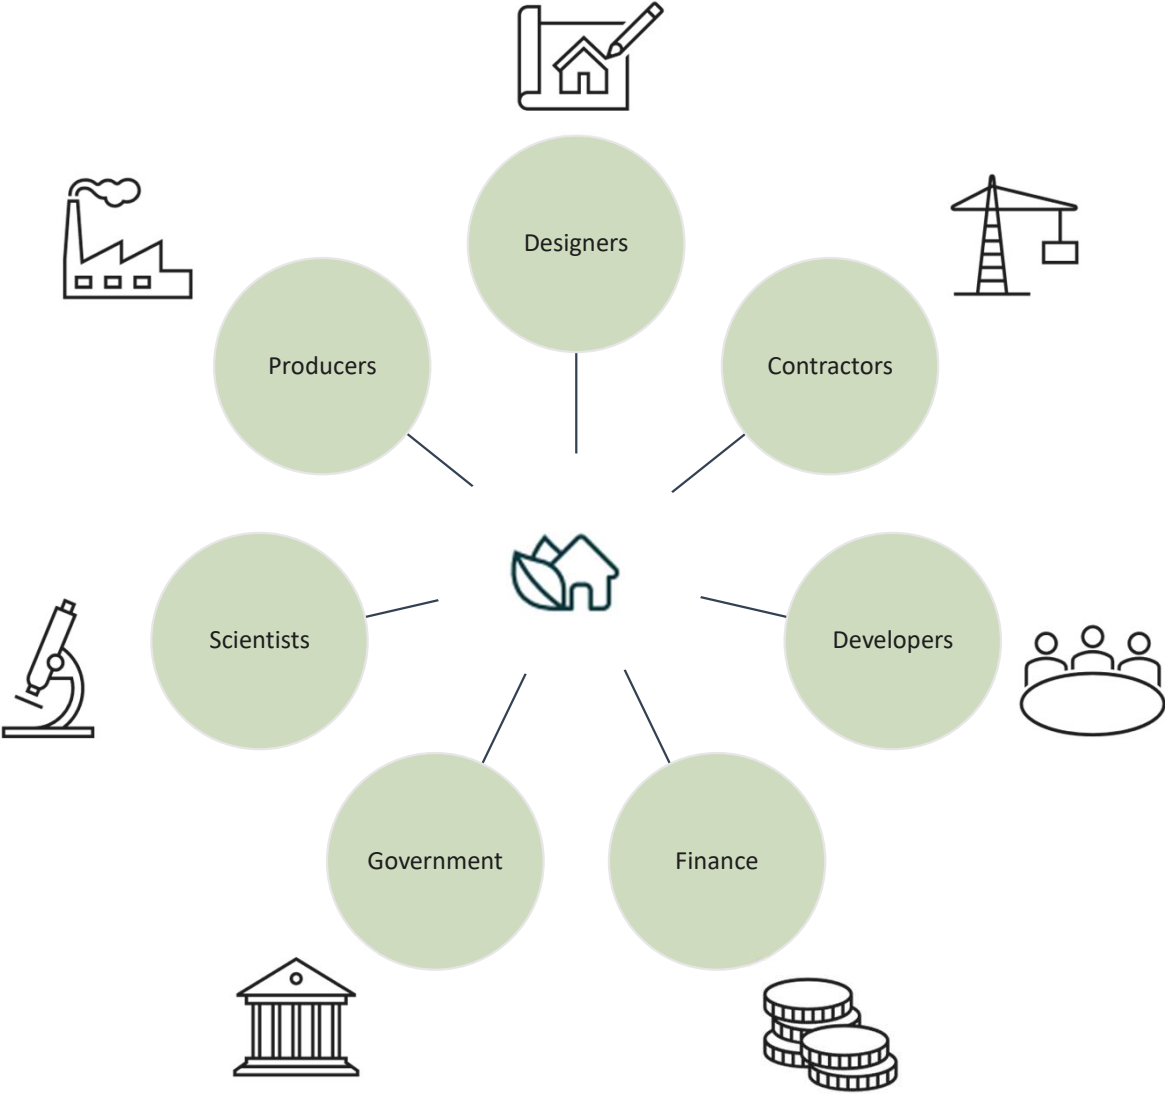 Designers
Producers
Contractors
Scientists
Developers
Government
Finance